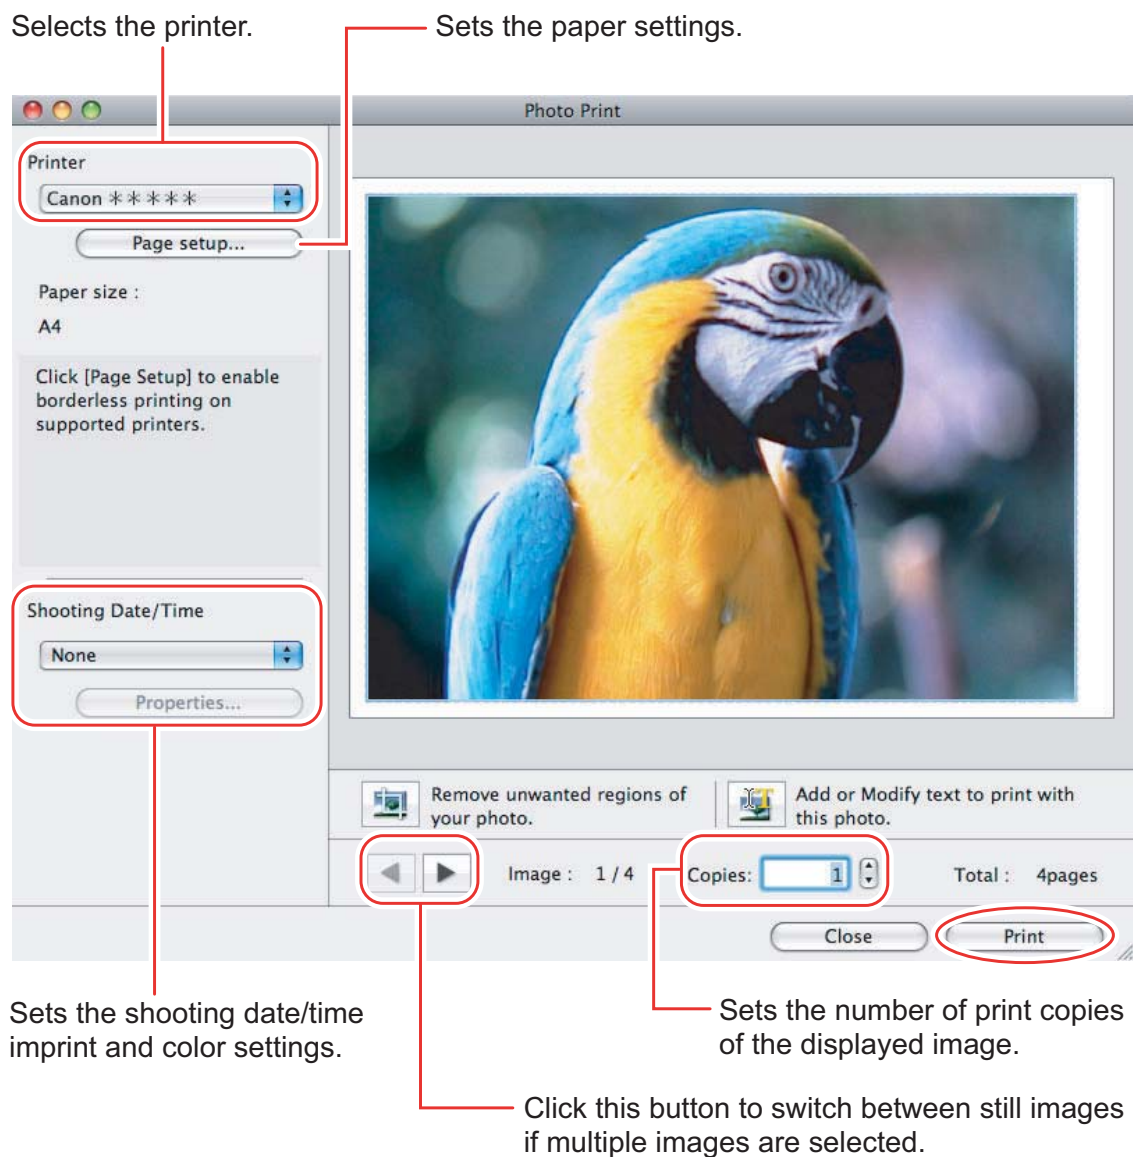 Selects the printer.
Sets the paper settings.
Photo Print
Printer
Canon ＊＊＊＊＊
Page setup...
Paper size :
A4
Click [Page Setup] to enable
borderless printing on
supported printers.
Shooting Date/Time
None
Properties...
Remove unwanted regions of
your photo.
Add or Modify text to print with
this photo.
Image : 1 / 4
Copies: 1
Total : 4pages
Close
Print
Sets the shooting date/time
imprint and color settings.
Sets the number of print copies
of the displayed image.
Click this button to switch between still images
if multiple images are selected.